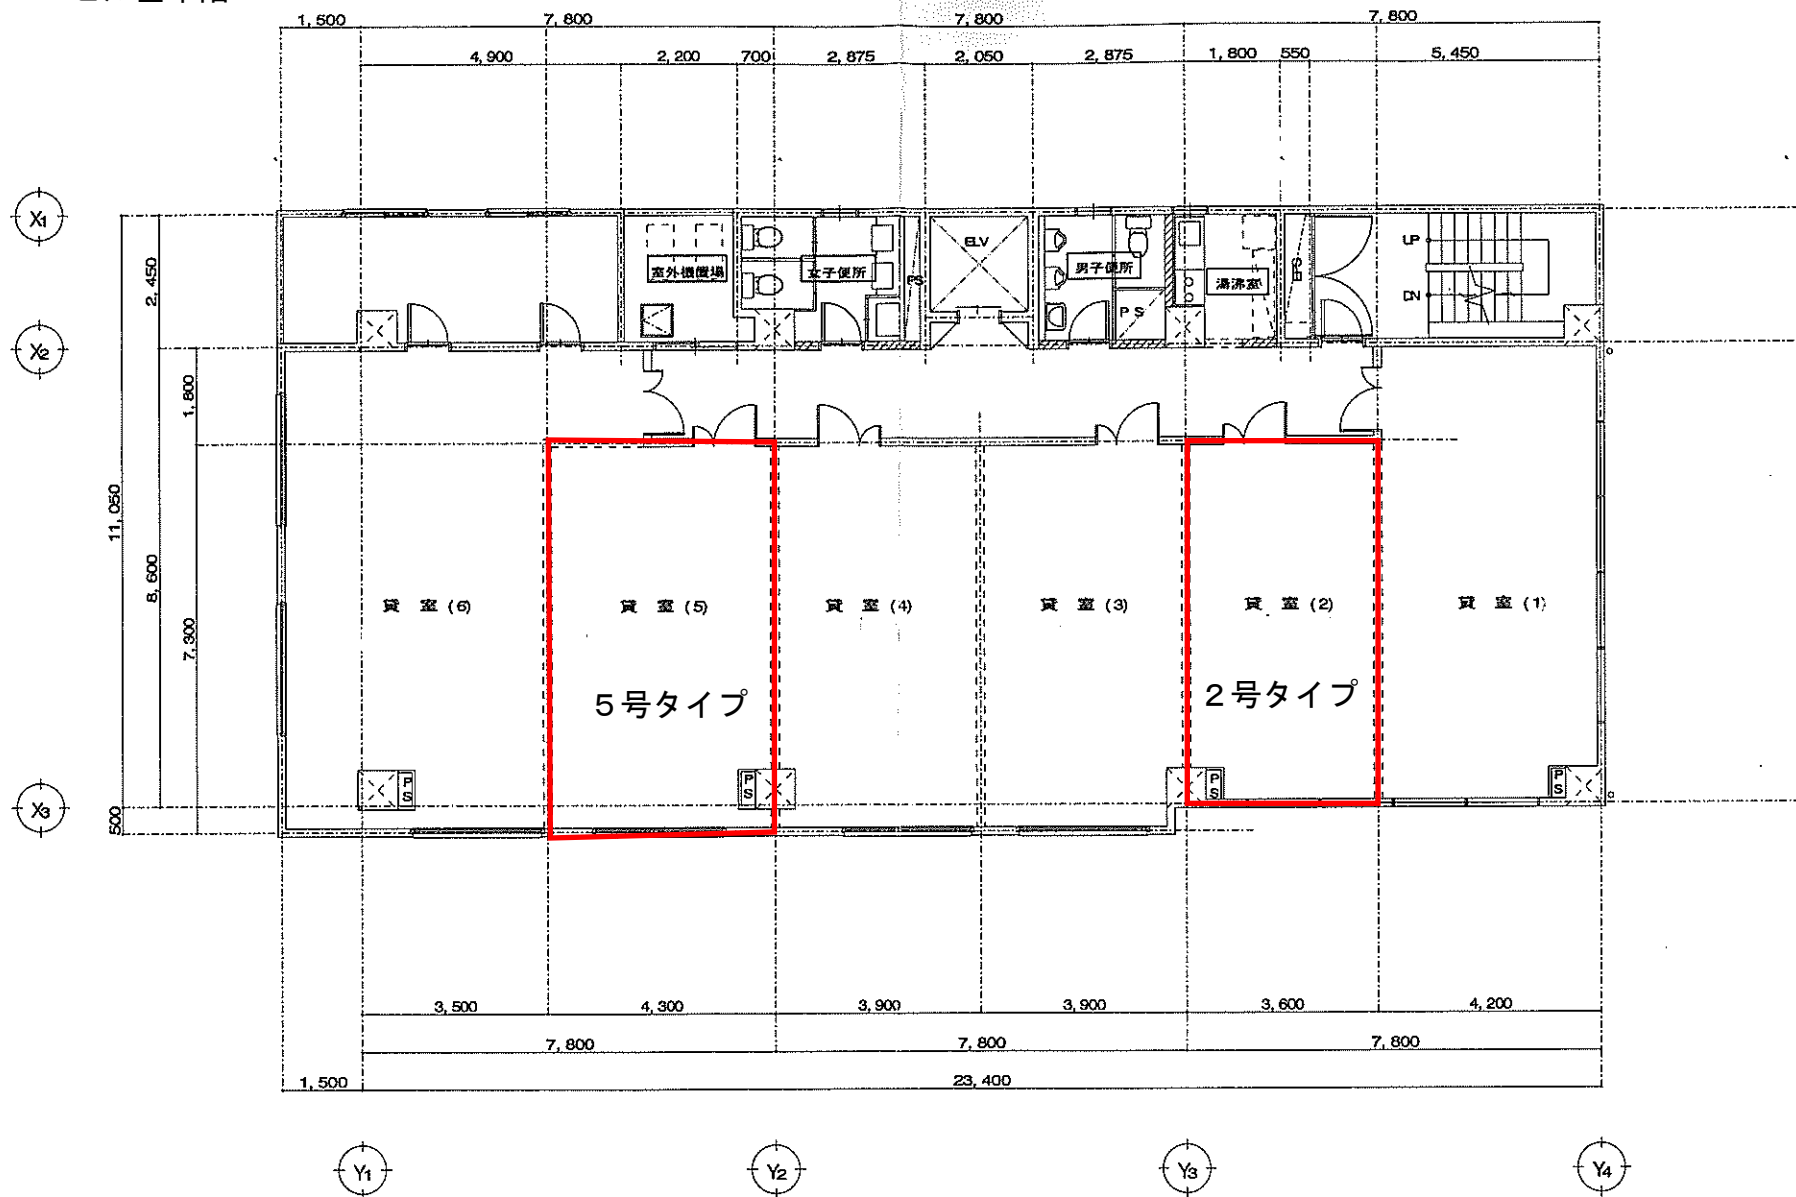 1,500 7,800 7,800 7,800
4,900 2,200 700 2,875 2,050 2,875 1,800 550 5,450
X1
X2
X3
2,450
1,800
11,050
8,600
7,300
500
室外機置場
女子便所
PS
ELV
男子便所
PS
湯沸室
UP
DN
貸 室 (6)
貸 室 (5)
貸 室 (4)
貸 室 (3)
貸 室 (2)
貸 室 (1)
5号タイプ
2号タイプ
PS
PS
PS
PS
3,500 4,300 3,900 3,900 3,600 4,200
7,800 7,800 7,800
1,500 23,400
Y1 Y2 Y3 Y4